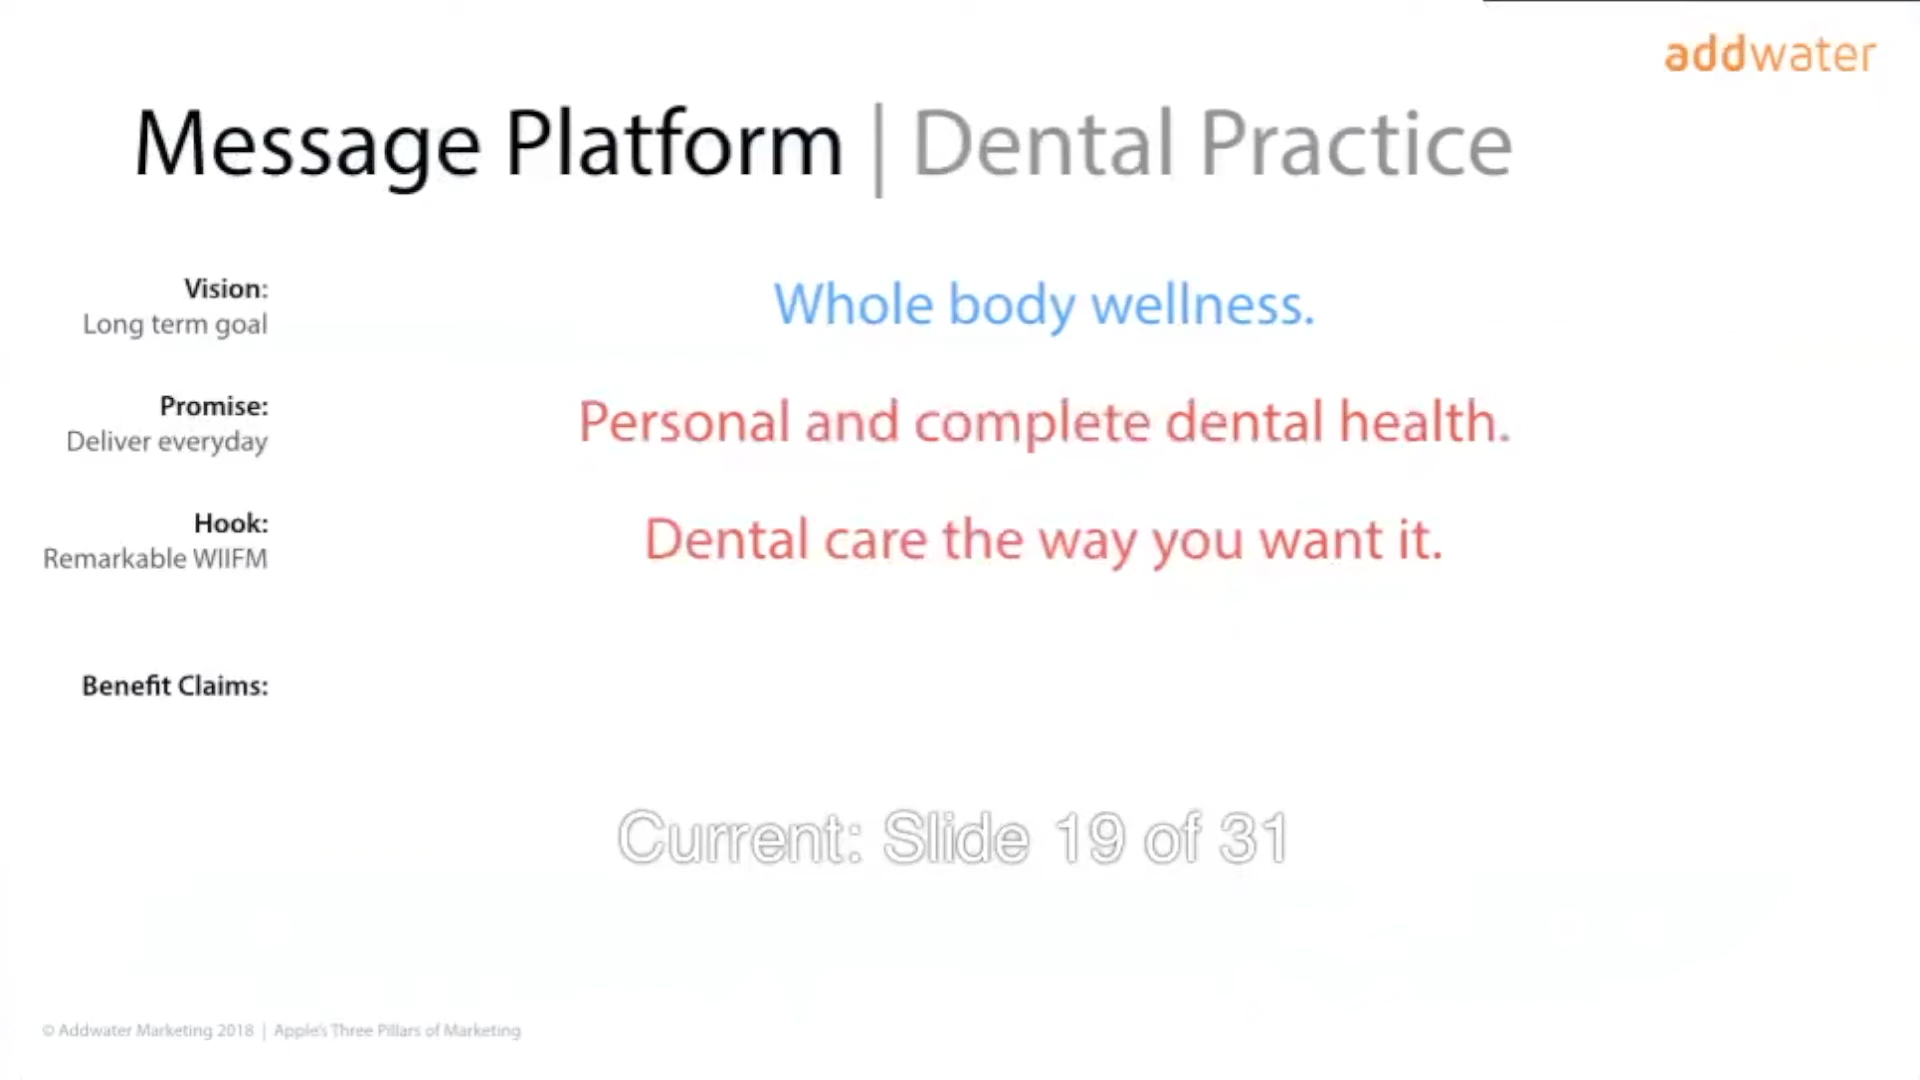 addwater
Message Platform | Dental Practice
Vision:
Long term goal
Whole body wellness.
Promise:
Deliver everyday
Personal and complete dental health.
Hook:
Remarkable WIIFM
Dental care the way you want it.
Benefit Claims:
Current: Slide 19 of 31
© Addwater Marketing 2018 | Apple's Three Pillars of Marketing